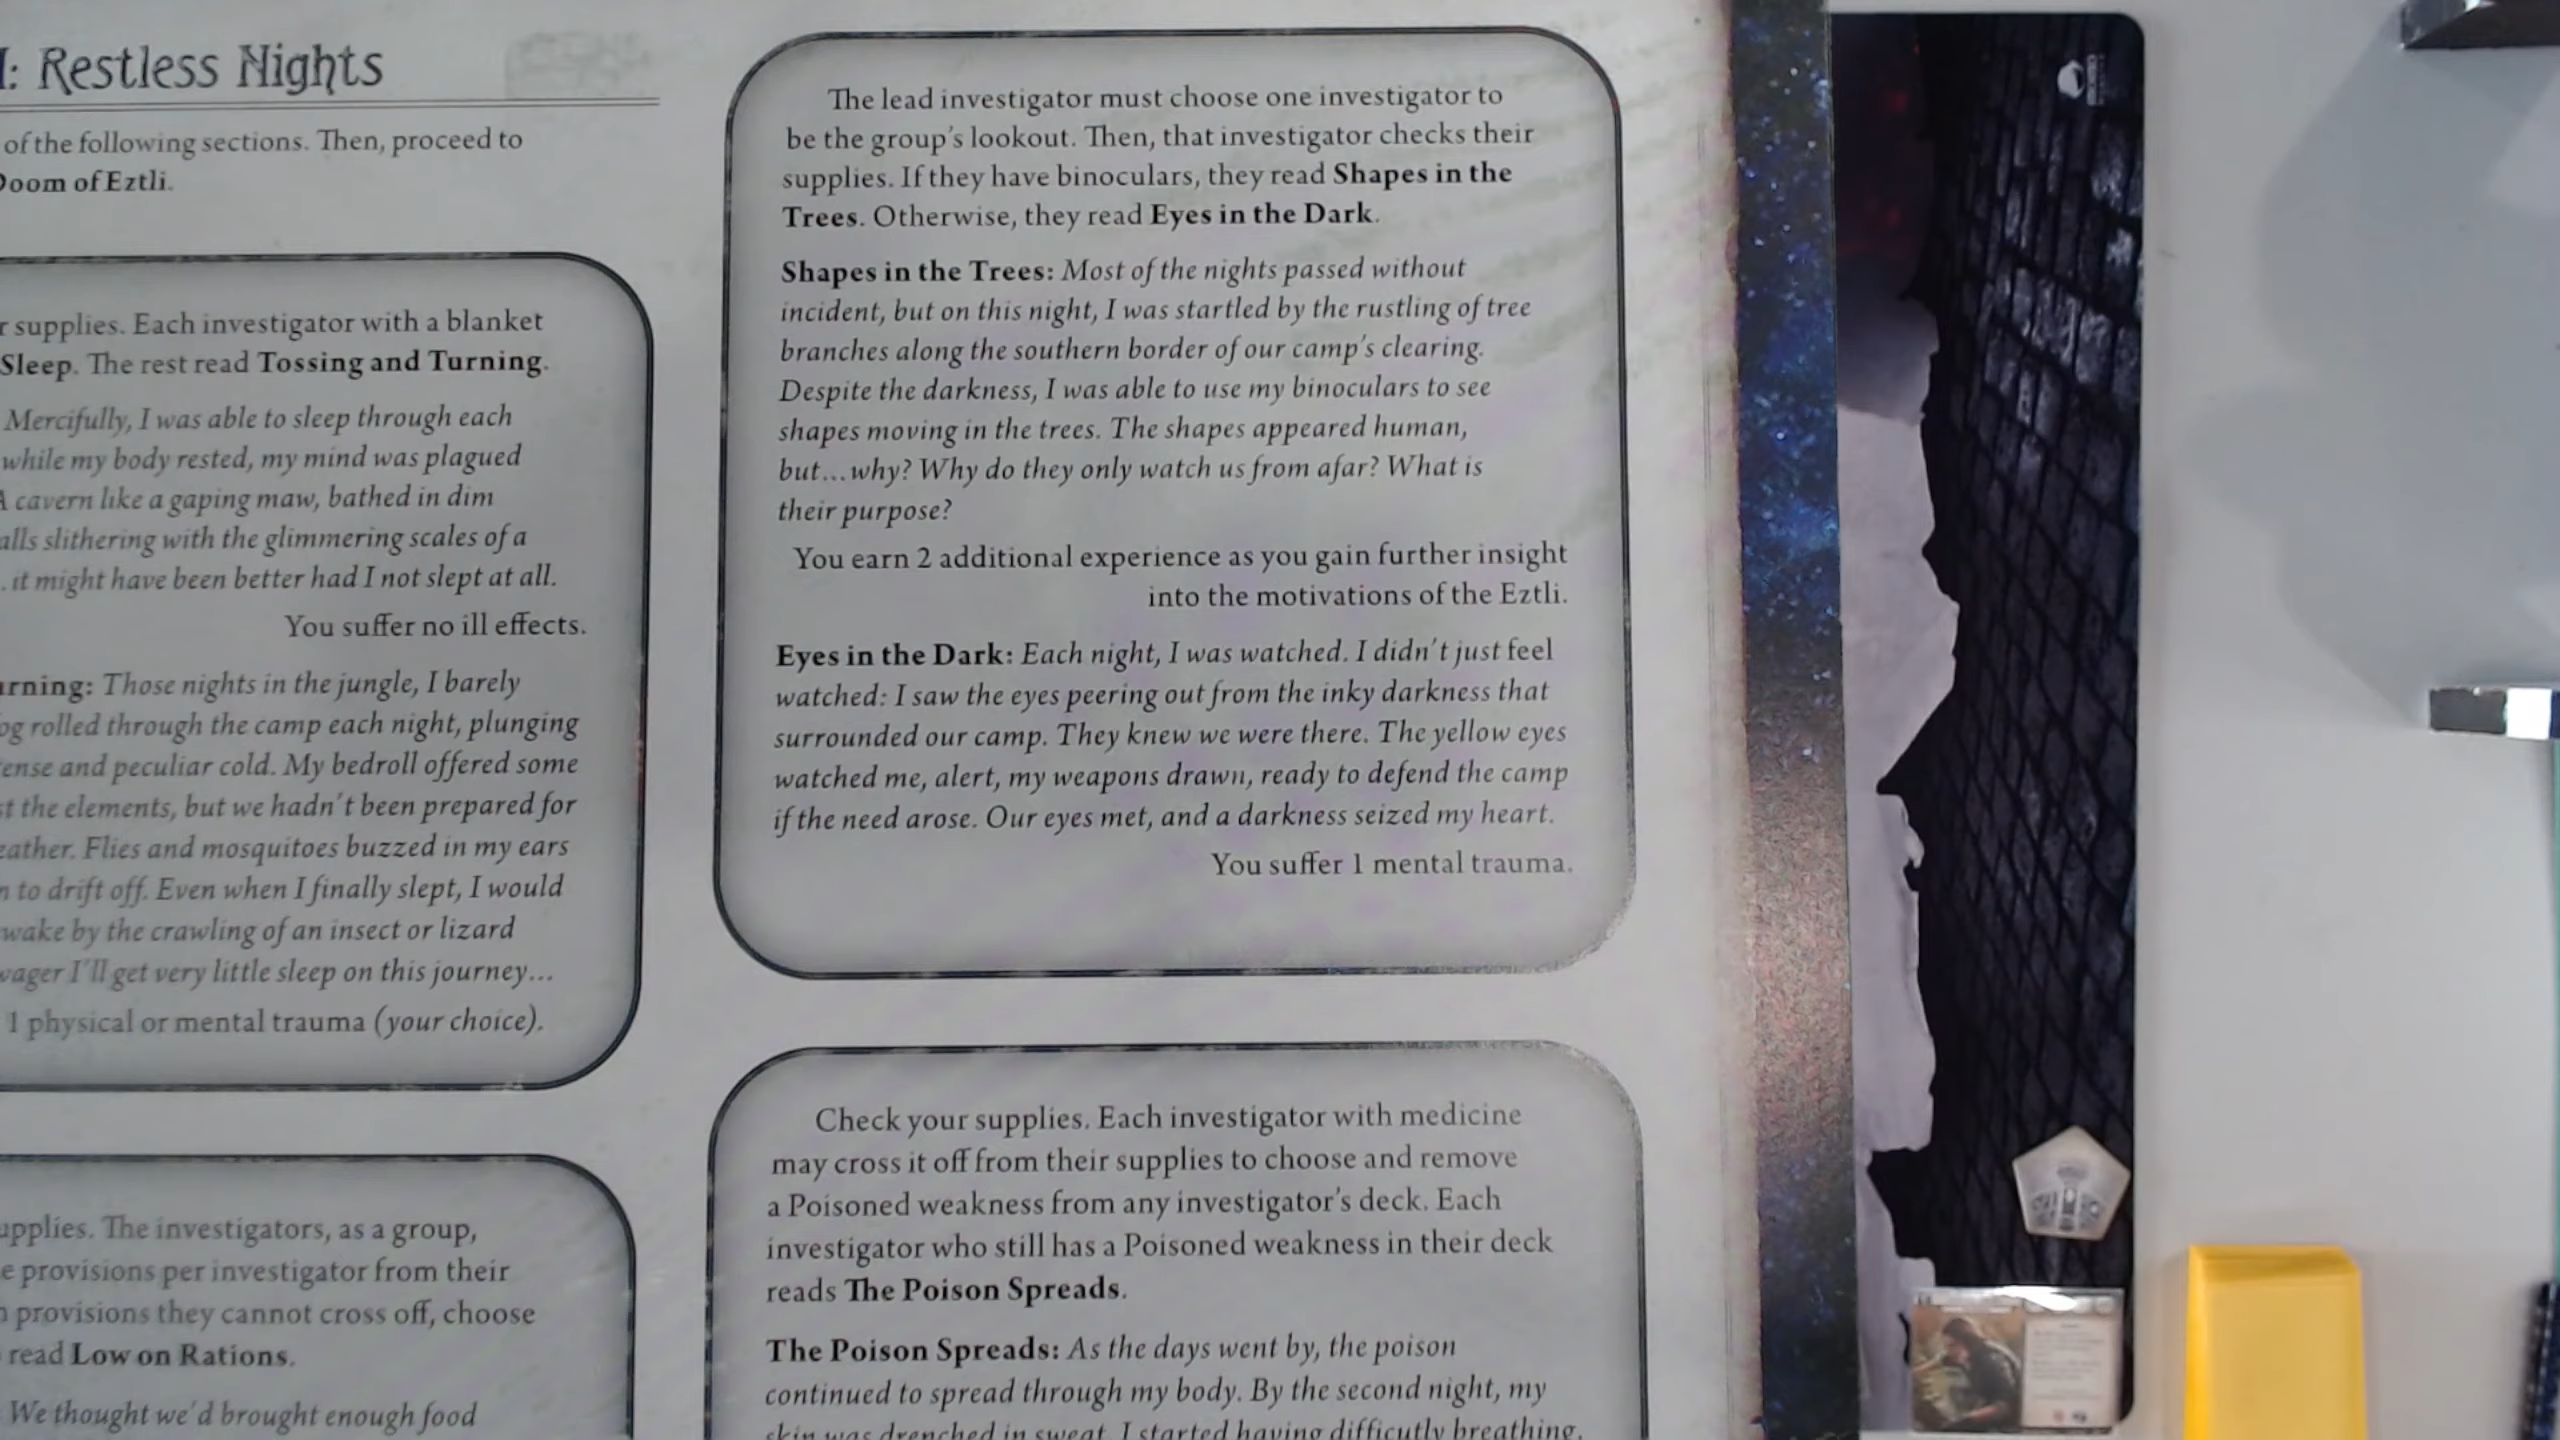 : Restless Nights
of the following sections. Then, proceed to
Doom of Eztli.
supplies. Each investigator with a blanket
Sleep. The rest read Tossing and Turning.
Mercifully, I was able to sleep through each
while my body rested, my mind was plagued
A cavern like a gaping maw, bathed in dim
slithering with the glimmering scales of a
it might have been better had I not slept at all.
You suffer no ill effects.
Those nights in the jungle, I barely
rolled through the camp each night, plunging
and peculiar cold. My bedroll offered some
the elements, but we hadn't been prepared for
Flies and mosquitoes buzzed in my ears
to drift off. Even when I finally slept, I would
wake by the crawling of an insect or lizard
wager I'll get very little sleep on this journey...
1 physical or mental trauma (your choice).
The investigators, as a group,
provisions per investigator from their
provisions they cannot cross off, choose
read Low on Rations.
We thought we'd brought enough food
The lead investigator must choose one investigator to
be the group's lookout. Then, that investigator checks their
supplies. If they have binoculars, they read Shapes in the
Trees. Otherwise, they read Eyes in the Dark.
Shapes in the Trees: Most of the nights passed without
incident, but on this night, I was startled by the rustling of tree
branches along the southern border of our camp's clearing.
Despite the darkness, I was able to use my binoculars to see
shapes moving in the trees. The shapes appeared human,
but...why? Why do they only watch us from afar? What is
their purpose?
You earn 2 additional experience as you gain further insight
into the motivations of the Eztli.
Eyes in the Dark: Each night, I was watched. I didn't just feel
watched: I saw the eyes peering out from the inky darkness that
surrounded our camp. They knew we were there. The yellow eyes
watched me, alert, my weapons drawn, ready to defend the camp
if the need arose. Our eyes met, and a darkness seized my heart.
You suffer 1 mental trauma.
Check your supplies. Each investigator with medicine
may cross it off from their supplies to choose and remove
a Poisoned weakness from any investigator's deck. Each
investigator who still has a Poisoned weakness in their deck
reads The Poison Spreads.
The Poison Spreads: As the days went by, the poison
continued to spread through my body. By the second night, my
skin was drenched in sweat. I started having difficutly breathing.